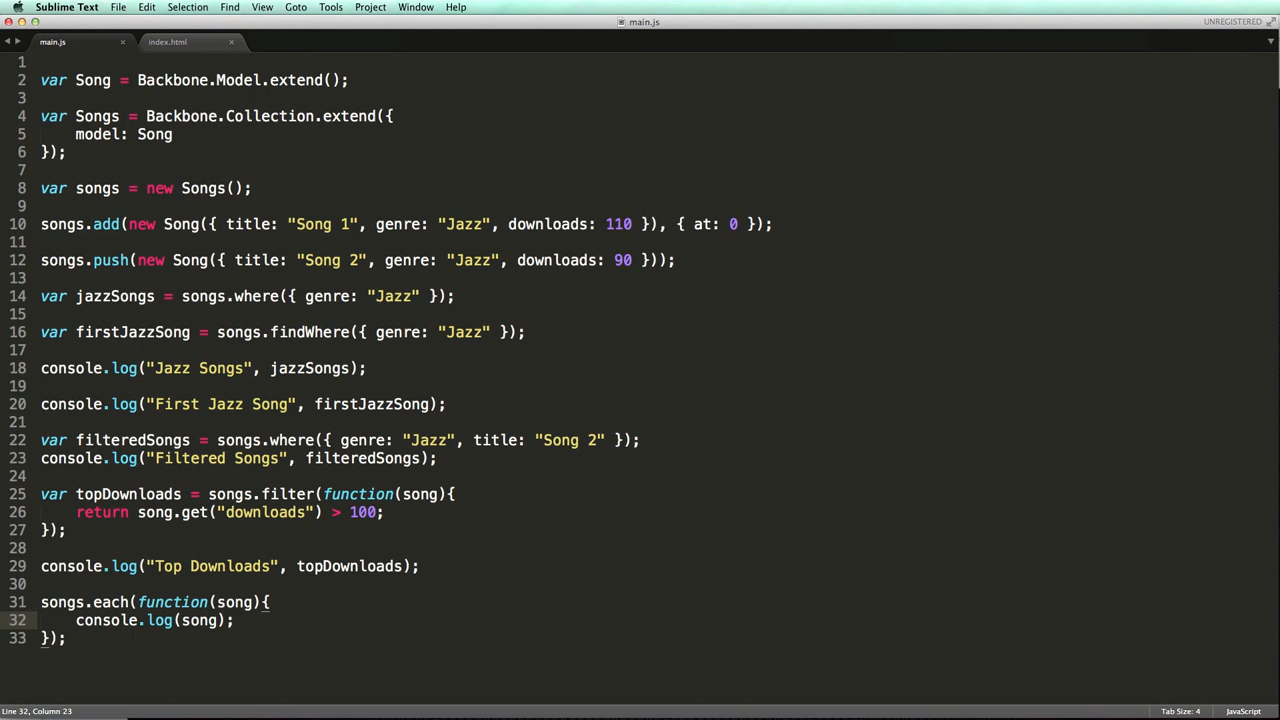 Sublime Text File Edit Selection Find View Goto Tools Project Window Help
main.js UNREGISTERED
main.js × index.html ×
1
2 var Song = Backbone.Model.extend();
3
4 var Songs = Backbone.Collection.extend({
5     model: Song
6 });
7
8 var songs = new Songs();
9
10 songs.add(new Song({ title: "Song 1", genre: "Jazz", downloads: 110 }), { at: 0 });
11
12 songs.push(new Song({ title: "Song 2", genre: "Jazz", downloads: 90 }));
13
14 var jazzSongs = songs.where({ genre: "Jazz" });
15
16 var firstJazzSong = songs.findWhere({ genre: "Jazz" });
17
18 console.log("Jazz Songs", jazzSongs);
19
20 console.log("First Jazz Song", firstJazzSong);
21
22 var filteredSongs = songs.where({ genre: "Jazz", title: "Song 2" });
23 console.log("Filtered Songs", filteredSongs);
24
25 var topDownloads = songs.filter(function(song){
26     return song.get("downloads") > 100;
27 });
28
29 console.log("Top Downloads", topDownloads);
30
31 songs.each(function(song){
32     console.log(song);
33 });
Line 32, Column 23 Tab Size: 4 JavaScript